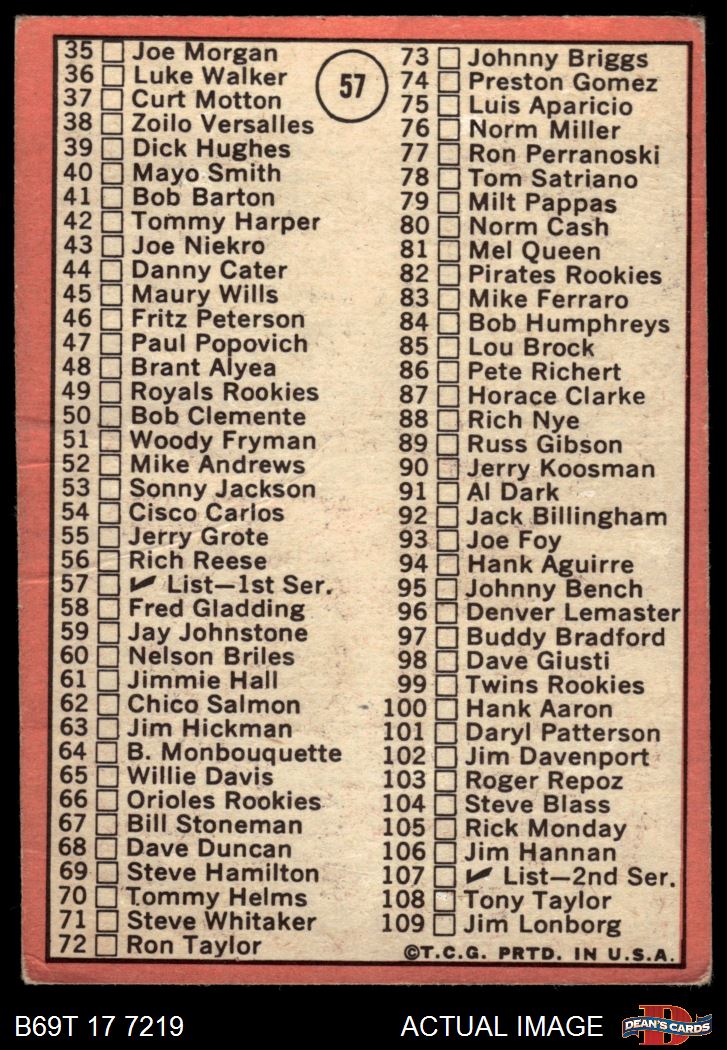 35 Joe Morgan
36 Luke Walker
37 Curt Motton
38 Zoilo Versalles
39 Dick Hughes
40 Mayo Smith
41 Bob Barton
42 Tommy Harper
43 Joe Niekro
44 Danny Cater
45 Maury Wills
46 Fritz Peterson
47 Paul Popovich
48 Brant Alyea
49 Royals Rookies
50 Bob Clemente
51 Woody Fryman
52 Mike Andrews
53 Sonny Jackson
54 Cisco Carlos
55 Jerry Grote
56 Rich Reese
57 ✓ List—1st Ser.
58 Fred Gladding
59 Jay Johnstone
60 Nelson Briles
61 Jimmie Hall
62 Chico Salmon
63 Jim Hickman
64 B. Monbouquette
65 Willie Davis
66 Orioles Rookies
67 Bill Stoneman
68 Dave Duncan
69 Steve Hamilton
70 Tommy Helms
71 Steve Whitaker
72 Ron Taylor
57
73 Johnny Briggs
74 Preston Gomez
75 Luis Aparicio
76 Norm Miller
77 Ron Perranoski
78 Tom Satriano
79 Milt Pappas
80 Norm Cash
81 Mel Queen
82 Pirates Rookies
83 Mike Ferraro
84 Bob Humphreys
85 Lou Brock
86 Pete Richert
87 Horace Clarke
88 Rich Nye
89 Russ Gibson
90 Jerry Koosman
91 Al Dark
92 Jack Billingham
93 Joe Foy
94 Hank Aguirre
95 Johnny Bench
96 Denver Lemaster
97 Buddy Bradford
98 Dave Giusti
99 Twins Rookies
100 Hank Aaron
101 Daryl Patterson
102 Jim Davenport
103 Roger Repoz
104 Steve Blass
105 Rick Monday
106 Jim Hannan
107 ✓ List—2nd Ser.
108 Tony Taylor
109 Jim Lonborg
©T.C.G. PRTD. IN U.S.A.
B69T 17 7219
ACTUAL IMAGE
D
DEAN'S CARDS